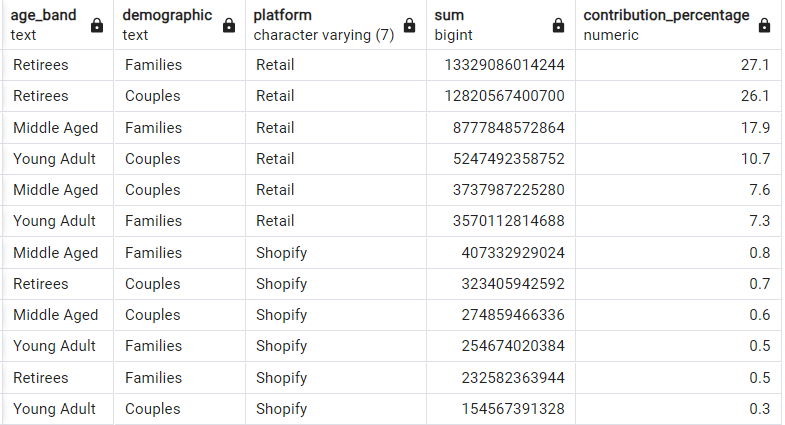 age_band demographic platform sum contribution_percentage
text text character varying (7) bigint numeric
Retirees Families Retail 13329086014244 27.1
Retirees Couples Retail 12820567400700 26.1
Middle Aged Families Retail 8777848572864 17.9
Young Adult Couples Retail 5247492358752 10.7
Middle Aged Couples Retail 3737987225280 7.6
Young Adult Families Retail 3570112814688 7.3
Middle Aged Families Shopify 407332929024 0.8
Retirees Couples Shopify 323405942592 0.7
Middle Aged Couples Shopify 274859466336 0.6
Young Adult Families Shopify 254674020384 0.5
Retirees Families Shopify 232582363944 0.5
Young Adult Couples Shopify 154567391328 0.3